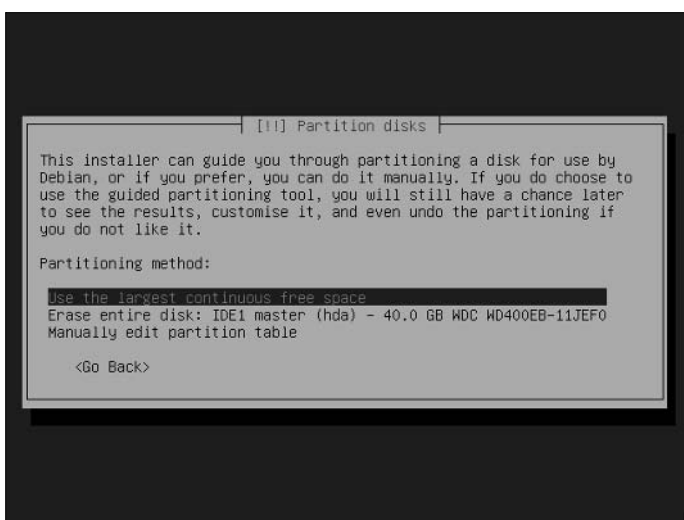 [!!] Partition disks
This installer can guide you through partitioning a disk for use by
Debian, or if you prefer, you can do it manually. If you do choose to
use the guided partitioning tool, you will still have a chance later
to see the results, customise it, and even undo the partitioning if
you do not like it.
Partitioning method:
Use the largest continuous free space
Erase entire disk: IDE1 master (hda) - 40.0 GB WDC WD400EB-11JEF0
Manually edit partition table
<Go Back>